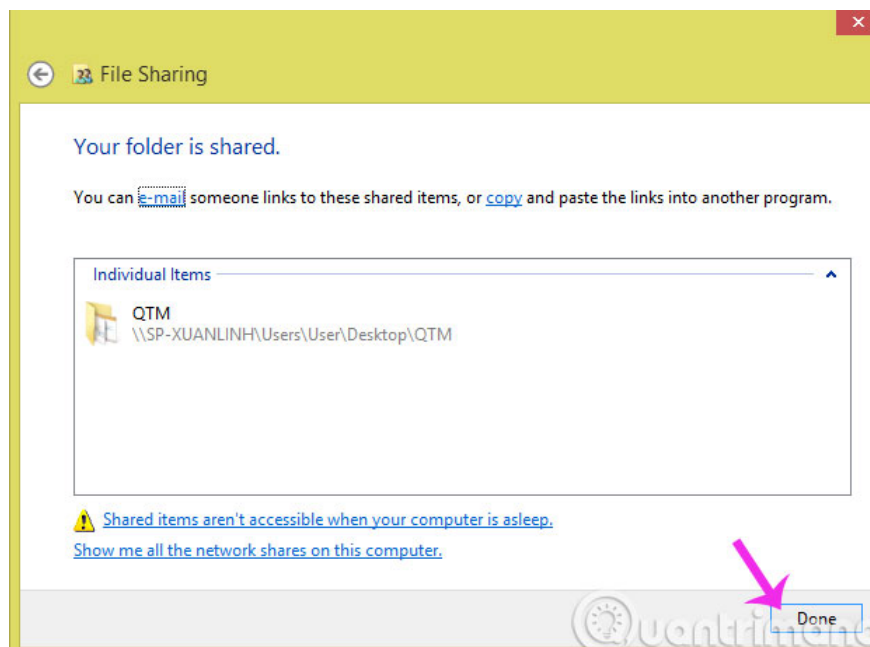 File Sharing
Your folder is shared.
You can e-mail someone links to these shared items, or copy and paste the links into another program.
Individual Items
QTM
\\SP-XUANLINH\Users\User\Desktop\QTM
Shared items aren't accessible when your computer is asleep.
Show me all the network shares on this computer.
Done